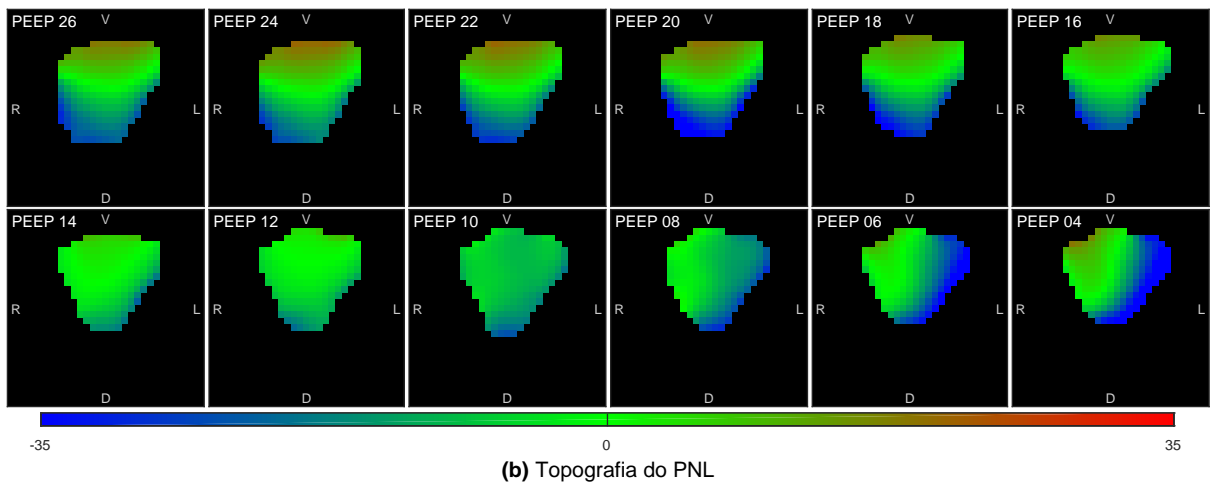 PEEP 26 V PEEP 24 V PEEP 22 V PEEP 20 V PEEP 18 V PEEP 16 V
R L R L R L R L R L R L
D D D D D D
PEEP 14 V PEEP 12 V PEEP 10 V PEEP 08 V PEEP 06 V PEEP 04 V
R L R L R L R L R L R L
D D D D D D
-35 0 35
(b) Topografia do PNL